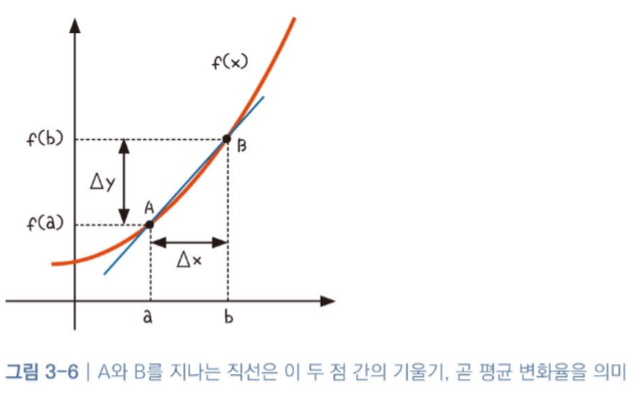 f(x)
f(b)
B
Δy
A
f(a)
Δx
a b
그림 3-6 | A와 B를 지나는 직선은 이 두 점 간의 기울기, 곧 평균 변화율을 의미